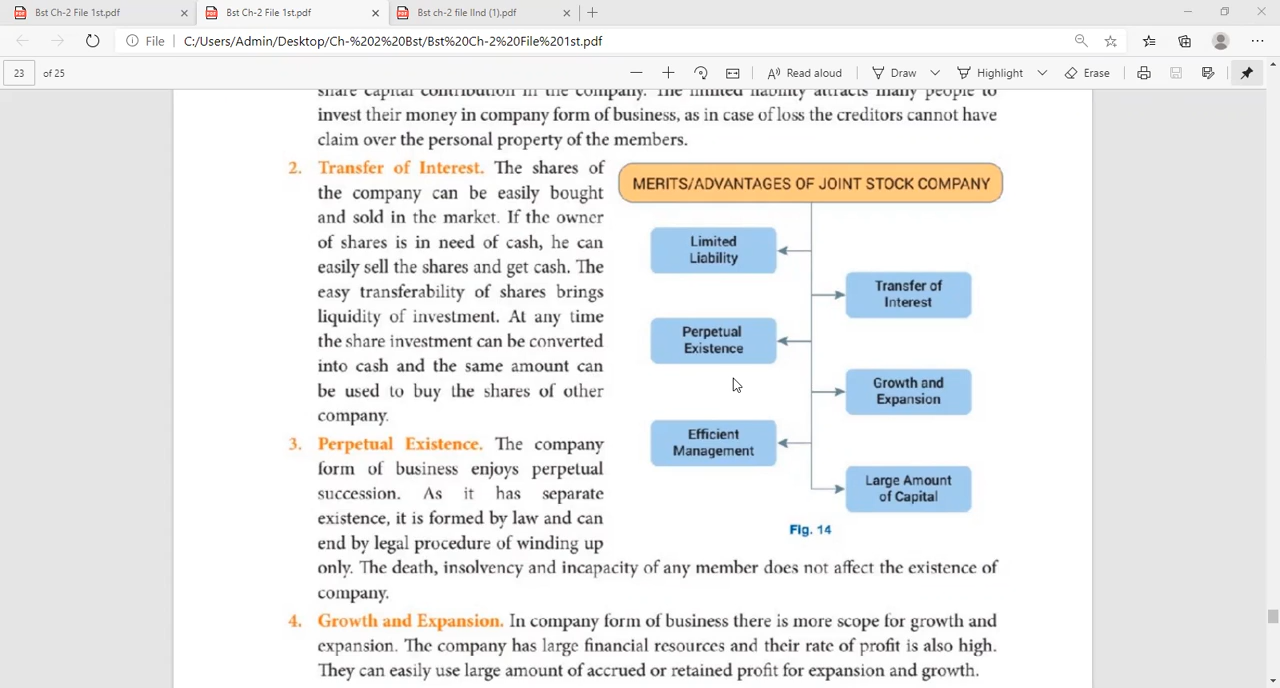 Bst Ch-2 File 1st.pdf
Bst Ch-2 File 1st.pdf
Bst ch-2 file IInd (1).pdf
File
C:/Users/Admin/Desktop/Ch-%202%20Bst/Bst%20Ch-2%20File%201st.pdf
23 of 25
Read aloud
Draw
Highlight
Erase
share capital contribution in the company. The limited liability attracts many people to
invest their money in company form of business, as in case of loss the creditors cannot have
claim over the personal property of the members.
2. Transfer of Interest. The shares of
the company can be easily bought
and sold in the market. If the owner
of shares is in need of cash, he can
easily sell the shares and get cash. The
easy transferability of shares brings
liquidity of investment. At any time
the share investment can be converted
into cash and the same amount can
be used to buy the shares of other
company.
3. Perpetual Existence. The company
form of business enjoys perpetual
succession. As it has separate
existence, it is formed by law and can
end by legal procedure of winding up
only. The death, insolvency and incapacity of any member does not affect the existence of
company.
MERITS/ADVANTAGES OF JOINT STOCK COMPANY
Limited
Liability
Transfer of
Interest
Perpetual
Existence
Growth and
Expansion
Efficient
Management
Large Amount
of Capital
Fig. 14
4. Growth and Expansion. In company form of business there is more scope for growth and
expansion. The company has large financial resources and their rate of profit is also high.
They can easily use large amount of accrued or retained profit for expansion and growth.